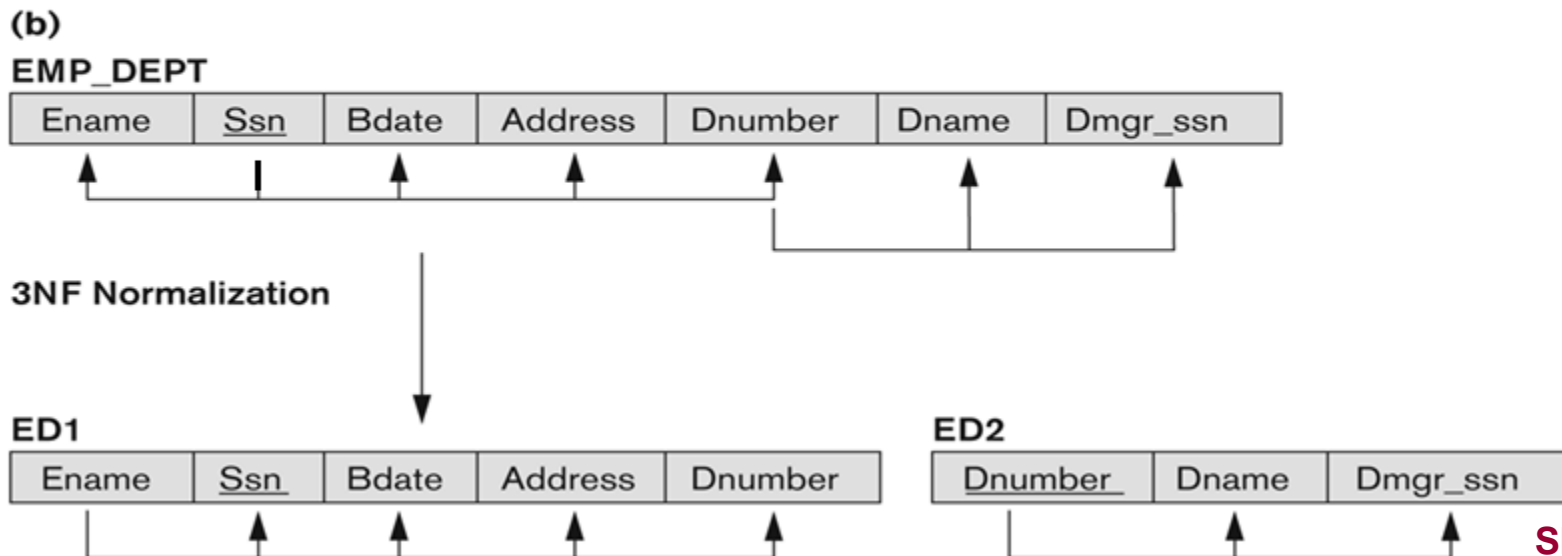 (b)
EMP_DEPT
Ename Ssn Bdate Address Dnumber Dname Dmgr_ssn
3NF Normalization
ED1 ED2
Ename Ssn Bdate Address Dnumber Dnumber Dname Dmgr_ssn
S